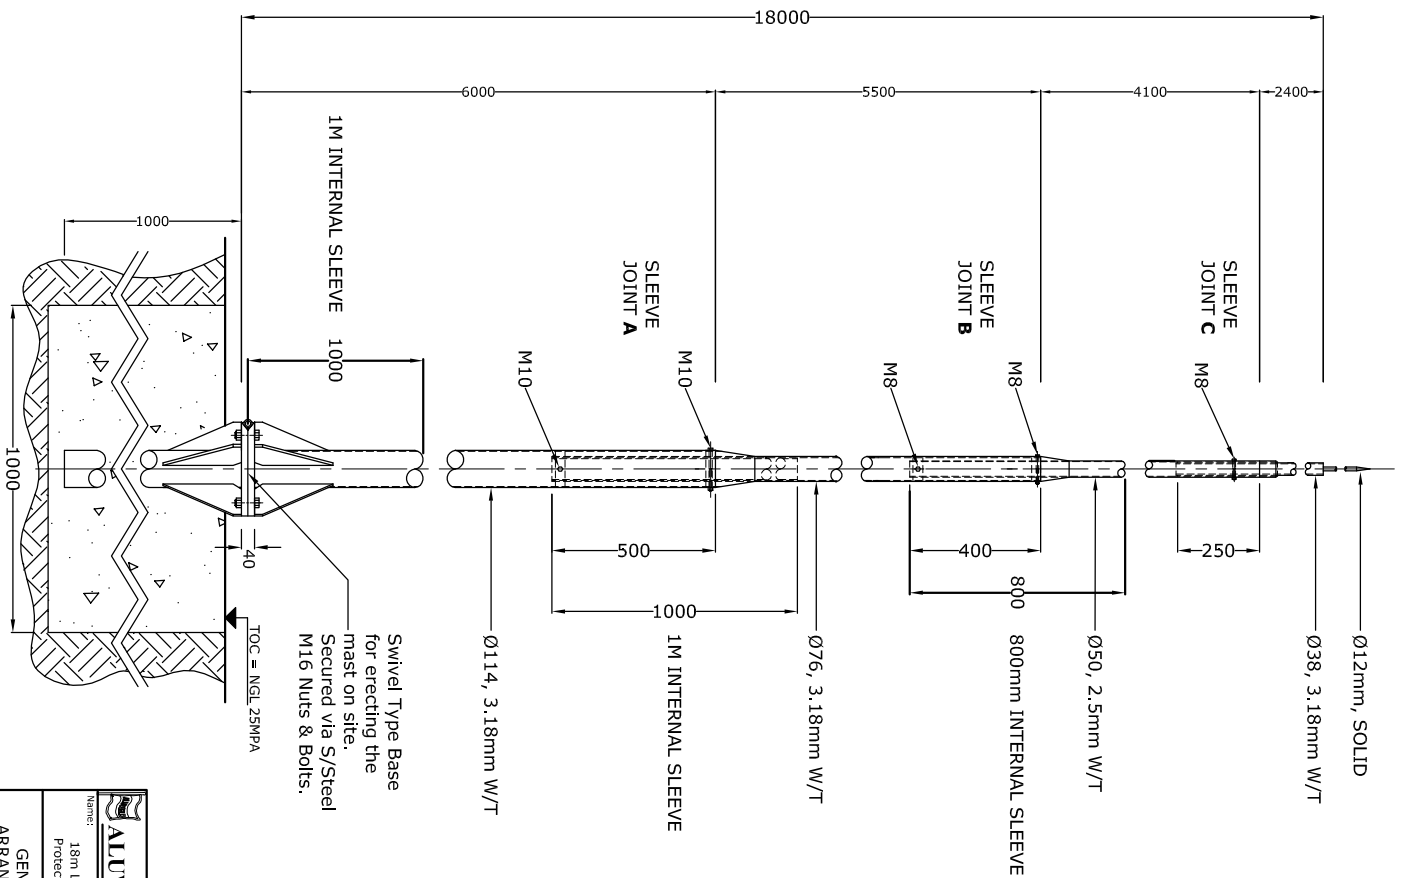 18000
6000
5500
4100
2400
1000
1M INTERNAL SLEEVE 1000
SLEEVE
JOINT A
SLEEVE
JOINT B
SLEEVE
JOINT C
M10
M10
M8
M8
M8
1000
40
500
400
250
1000
800
TOC = NGL 25MPA
Swivel Type Base
for erecting the
mast on site.
Secured via S/Steel
M16 Nuts & Bolts.
Ø114, 3.18mm W/T
1M INTERNAL SLEEVE
Ø76, 3.18mm W/T
800mm INTERNAL SLEEVE
Ø50, 2.5mm W/T
Ø38, 3.18mm W/T
Ø12mm, SOLID
Name:
18m